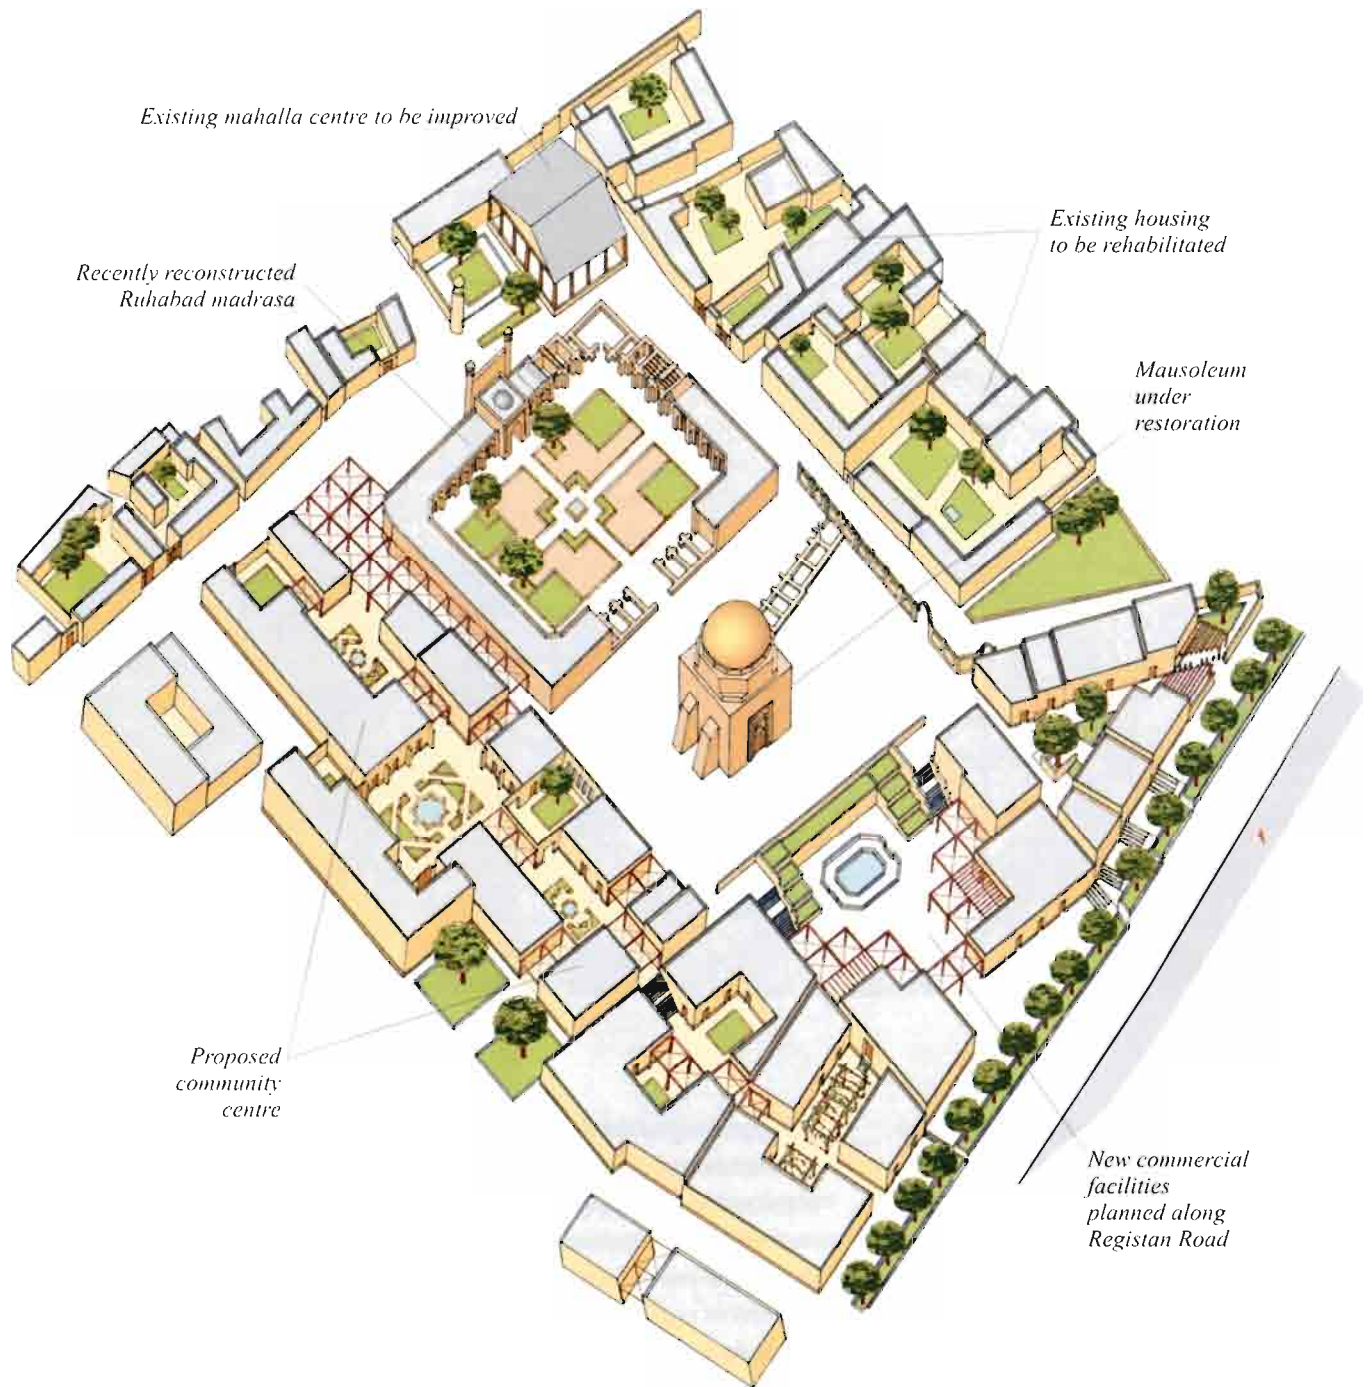 Existing mahalla centre to be improved
Existing housing
to be rehabilitated
Recently reconstructed
Ruhabad madrasa
Mausoleum
under
restoration
Proposed
community
centre
New commercial
facilities
planned along
Registan Road